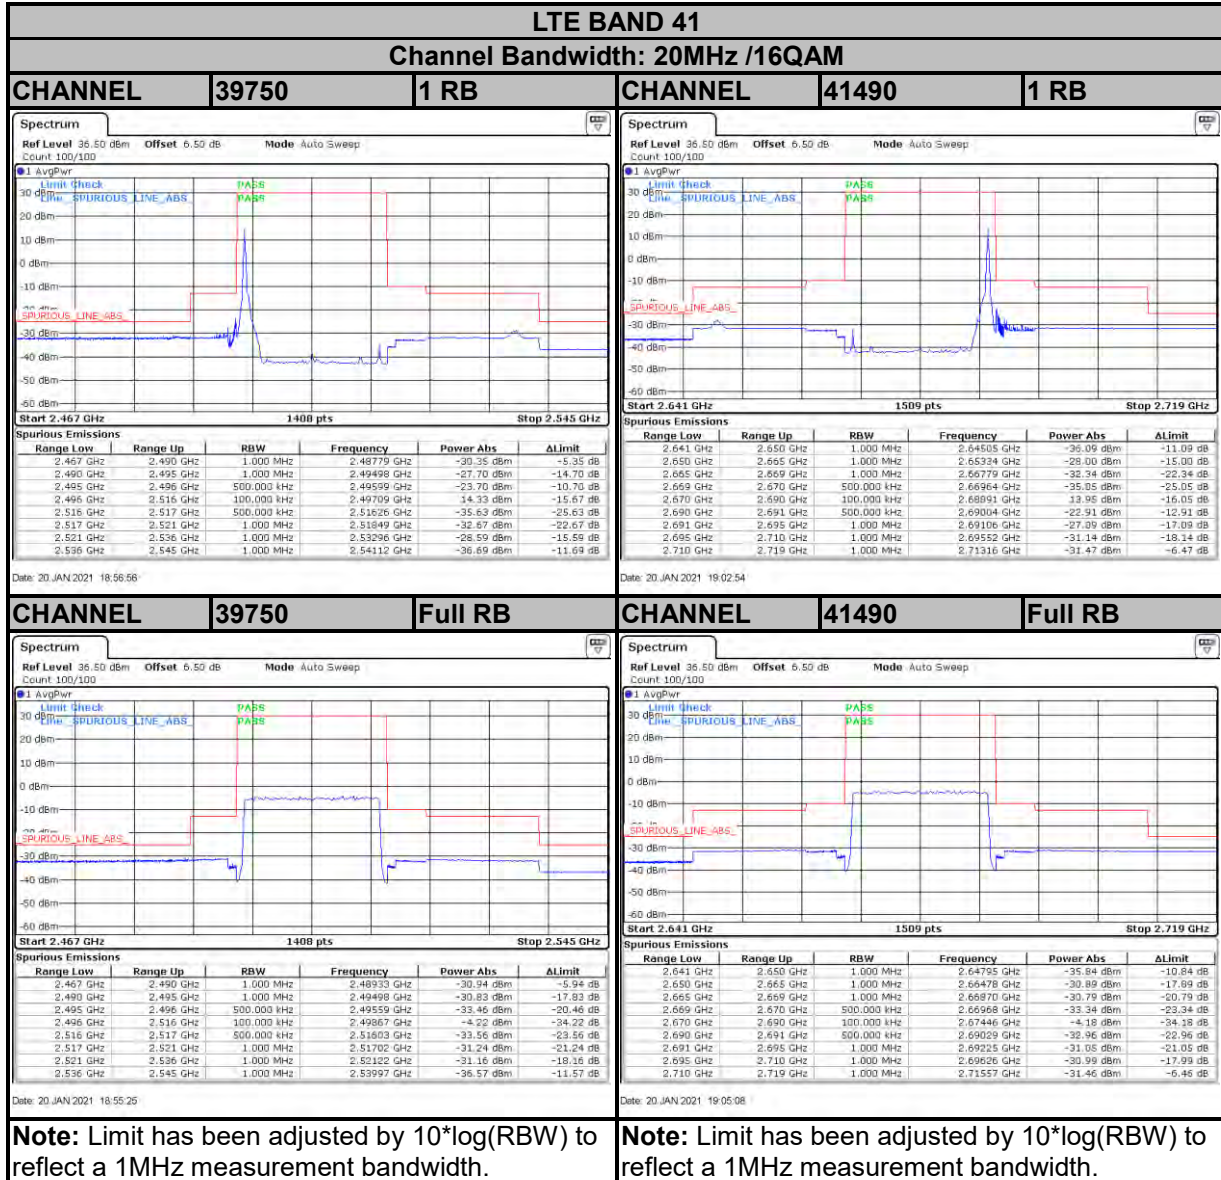 LTE BAND 41
Channel Bandwidth: 20MHz /16QAM
CHANNEL 39750 1 RB
Spectrum
Ref Level 36.50 dBm Offset 6.50 dB Mode Auto Sweep
Count 100/100
1 AvgPwr
Limit Check PASS
30 dBm
Line _SPURIOUS_LINE_ABS_ PASS
20 dBm
10 dBm
0 dBm
-10 dBm
_SPURIOUS_LINE_ABS_
-30 dBm
-40 dBm
-50 dBm
-60 dBm
Start 2.467 GHz 1408 pts Stop 2.545 GHz
Spurious Emissions
Range Low Range Up RBW Frequency Power Abs ΔLimit
2.467 GHz 2.490 GHz 1.000 MHz 2.48779 GHz -30.35 dBm -5.35 dB
2.490 GHz 2.495 GHz 1.000 MHz 2.49498 GHz -27.70 dBm -14.70 dB
2.495 GHz 2.496 GHz 500.000 kHz 2.49599 GHz -23.70 dBm -10.70 dB
2.496 GHz 2.516 GHz 100.000 kHz 2.49709 GHz 14.33 dBm -15.67 dB
2.516 GHz 2.517 GHz 500.000 kHz 2.51626 GHz -35.63 dBm -25.63 dB
2.517 GHz 2.521 GHz 1.000 MHz 2.51849 GHz -32.67 dBm -22.67 dB
2.521 GHz 2.536 GHz 1.000 MHz 2.53296 GHz -28.59 dBm -15.59 dB
2.536 GHz 2.545 GHz 1.000 MHz 2.54112 GHz -36.69 dBm -11.69 dB
Date: 20.JAN.2021 18:56:56
CHANNEL 41490 1 RB
Spectrum
Ref Level 36.50 dBm Offset 6.50 dB Mode Auto Sweep
Count 100/100
1 AvgPwr
Limit Check PASS
30 dBm
Line _SPURIOUS_LINE_ABS_ PASS
20 dBm
10 dBm
0 dBm
-10 dBm
_SPURIOUS_LINE_ABS_
-30 dBm
-40 dBm
-50 dBm
-60 dBm
Start 2.641 GHz 1509 pts Stop 2.719 GHz
Spurious Emissions
Range Low Range Up RBW Frequency Power Abs ΔLimit
2.641 GHz 2.650 GHz 1.000 MHz 2.64505 GHz -36.09 dBm -11.09 dB
2.650 GHz 2.665 GHz 1.000 MHz 2.65334 GHz -28.00 dBm -15.00 dB
2.665 GHz 2.669 GHz 1.000 MHz 2.66779 GHz -32.34 dBm -22.34 dB
2.669 GHz 2.670 GHz 500.000 kHz 2.66964 GHz -35.05 dBm -25.05 dB
2.670 GHz 2.690 GHz 100.000 kHz 2.68891 GHz 13.95 dBm -16.05 dB
2.690 GHz 2.691 GHz 500.000 kHz 2.69004 GHz -22.91 dBm -12.91 dB
2.691 GHz 2.695 GHz 1.000 MHz 2.69106 GHz -27.09 dBm -17.09 dB
2.695 GHz 2.710 GHz 1.000 MHz 2.69552 GHz -31.14 dBm -18.14 dB
2.710 GHz 2.719 GHz 1.000 MHz 2.71316 GHz -31.47 dBm -6.47 dB
Date: 20.JAN.2021 19:02:54
CHANNEL 39750 Full RB
Spectrum
Ref Level 36.50 dBm Offset 6.50 dB Mode Auto Sweep
Count 100/100
1 AvgPwr
Limit Check PASS
30 dBm
Line _SPURIOUS_LINE_ABS_ PASS
20 dBm
10 dBm
0 dBm
-10 dBm
_SPURIOUS_LINE_ABS_
-30 dBm
-40 dBm
-50 dBm
-60 dBm
Start 2.467 GHz 1408 pts Stop 2.545 GHz
Spurious Emissions
Range Low Range Up RBW Frequency Power Abs ΔLimit
2.467 GHz 2.490 GHz 1.000 MHz 2.48933 GHz -30.94 dBm -5.94 dB
2.490 GHz 2.495 GHz 1.000 MHz 2.49498 GHz -30.83 dBm -17.83 dB
2.495 GHz 2.496 GHz 500.000 kHz 2.49559 GHz -33.46 dBm -20.46 dB
2.496 GHz 2.516 GHz 100.000 kHz 2.49867 GHz -4.22 dBm -34.22 dB
2.516 GHz 2.517 GHz 500.000 kHz 2.51603 GHz -33.56 dBm -23.56 dB
2.517 GHz 2.521 GHz 1.000 MHz 2.51702 GHz -31.24 dBm -21.24 dB
2.521 GHz 2.536 GHz 1.000 MHz 2.52122 GHz -31.16 dBm -18.16 dB
2.536 GHz 2.545 GHz 1.000 MHz 2.53997 GHz -36.57 dBm -11.57 dB
Date: 20.JAN.2021 18:55:25
CHANNEL 41490 Full RB
Spectrum
Ref Level 36.50 dBm Offset 6.50 dB Mode Auto Sweep
Count 100/100
1 AvgPwr
Limit Check PASS
30 dBm
Line _SPURIOUS_LINE_ABS_ PASS
20 dBm
10 dBm
0 dBm
-10 dBm
_SPURIOUS_LINE_ABS_
-30 dBm
-40 dBm
-50 dBm
-60 dBm
Start 2.641 GHz 1509 pts Stop 2.719 GHz
Spurious Emissions
Range Low Range Up RBW Frequency Power Abs ΔLimit
2.641 GHz 2.650 GHz 1.000 MHz 2.64795 GHz -35.84 dBm -10.84 dB
2.650 GHz 2.665 GHz 1.000 MHz 2.66478 GHz -30.89 dBm -17.89 dB
2.665 GHz 2.669 GHz 1.000 MHz 2.66870 GHz -30.79 dBm -20.79 dB
2.669 GHz 2.670 GHz 500.000 kHz 2.66968 GHz -33.34 dBm -23.34 dB
2.670 GHz 2.690 GHz 100.000 kHz 2.67446 GHz -4.18 dBm -34.18 dB
2.690 GHz 2.691 GHz 500.000 kHz 2.69029 GHz -32.96 dBm -22.96 dB
2.691 GHz 2.695 GHz 1.000 MHz 2.69225 GHz -31.05 dBm -21.05 dB
2.695 GHz 2.710 GHz 1.000 MHz 2.69626 GHz -30.99 dBm -17.99 dB
2.710 GHz 2.719 GHz 1.000 MHz 2.71557 GHz -31.46 dBm -6.46 dB
Date: 20.JAN.2021 19:05:08
Note: Limit has been adjusted by 10*log(RBW) to
reflect a 1MHz measurement bandwidth.
Note: Limit has been adjusted by 10*log(RBW) to
reflect a 1MHz measurement bandwidth.